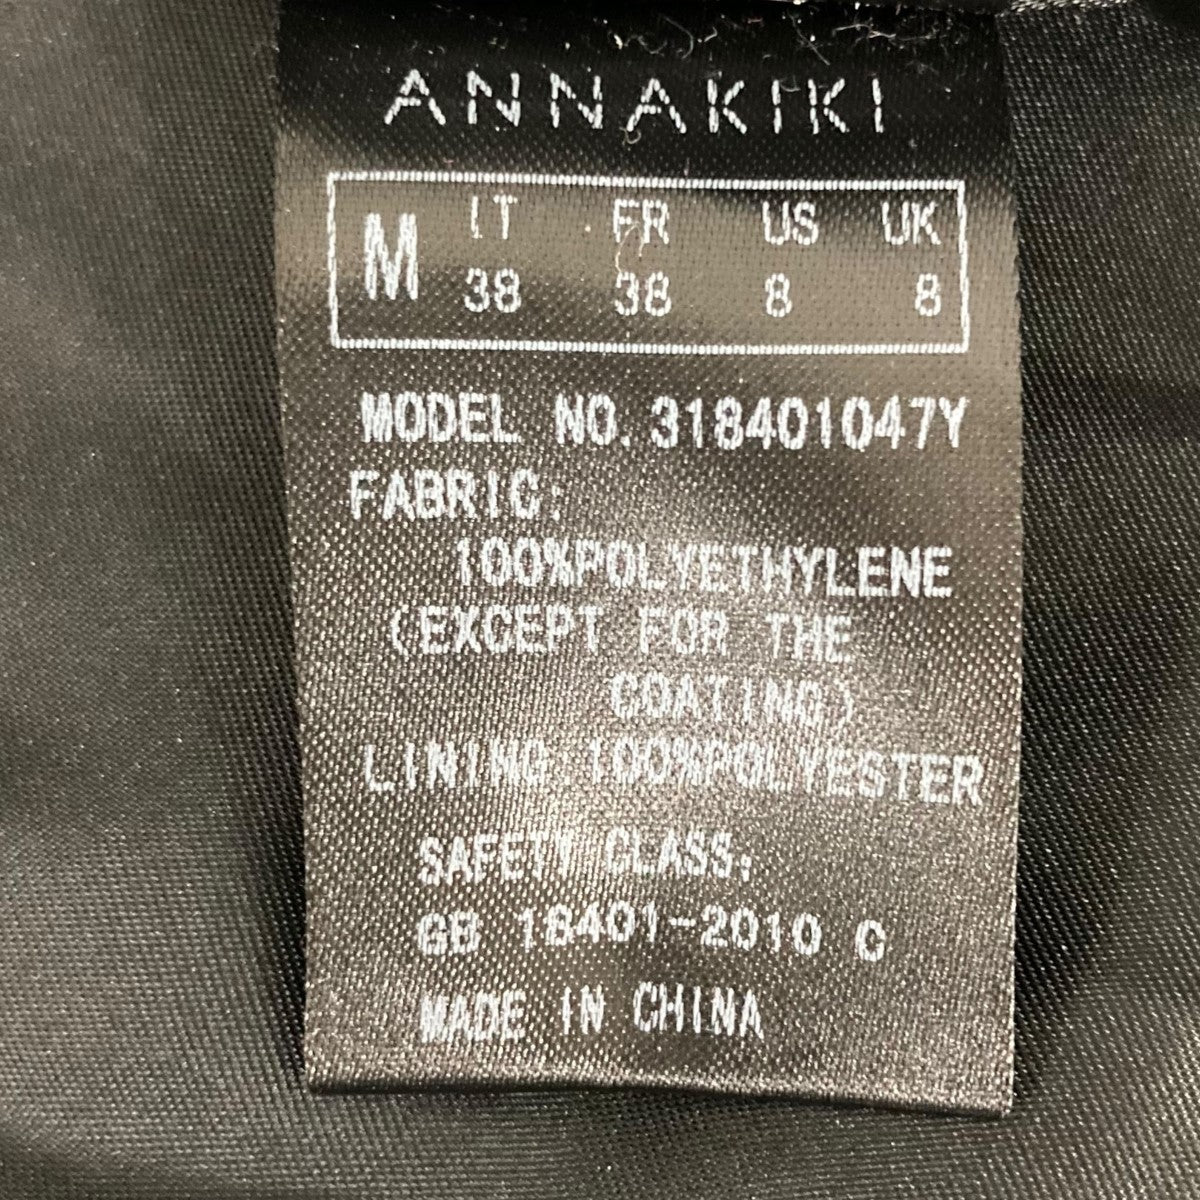 ANNAKIKI
M IT FR US UK
38 38 8 8
MODEL NO.318401047Y
FABRIC:
100%POLYETHYLENE
(EXCEPT FOR THE
COATING)
LINING 100%POLYESTER
SAFETY CLASS:
GB 18401-2010 C
MADE IN CHINA